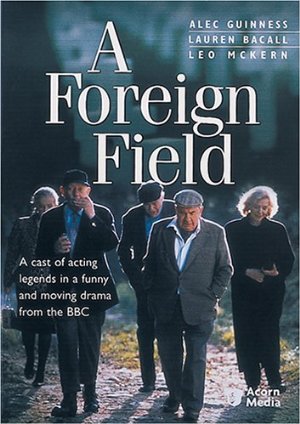 ALEC GUINNESS
LAUREN BACALL
LEO McKERN
A
Foreign
Field
A cast of acting
legends in a funny
and moving drama
from the BBC
Acorn
Media